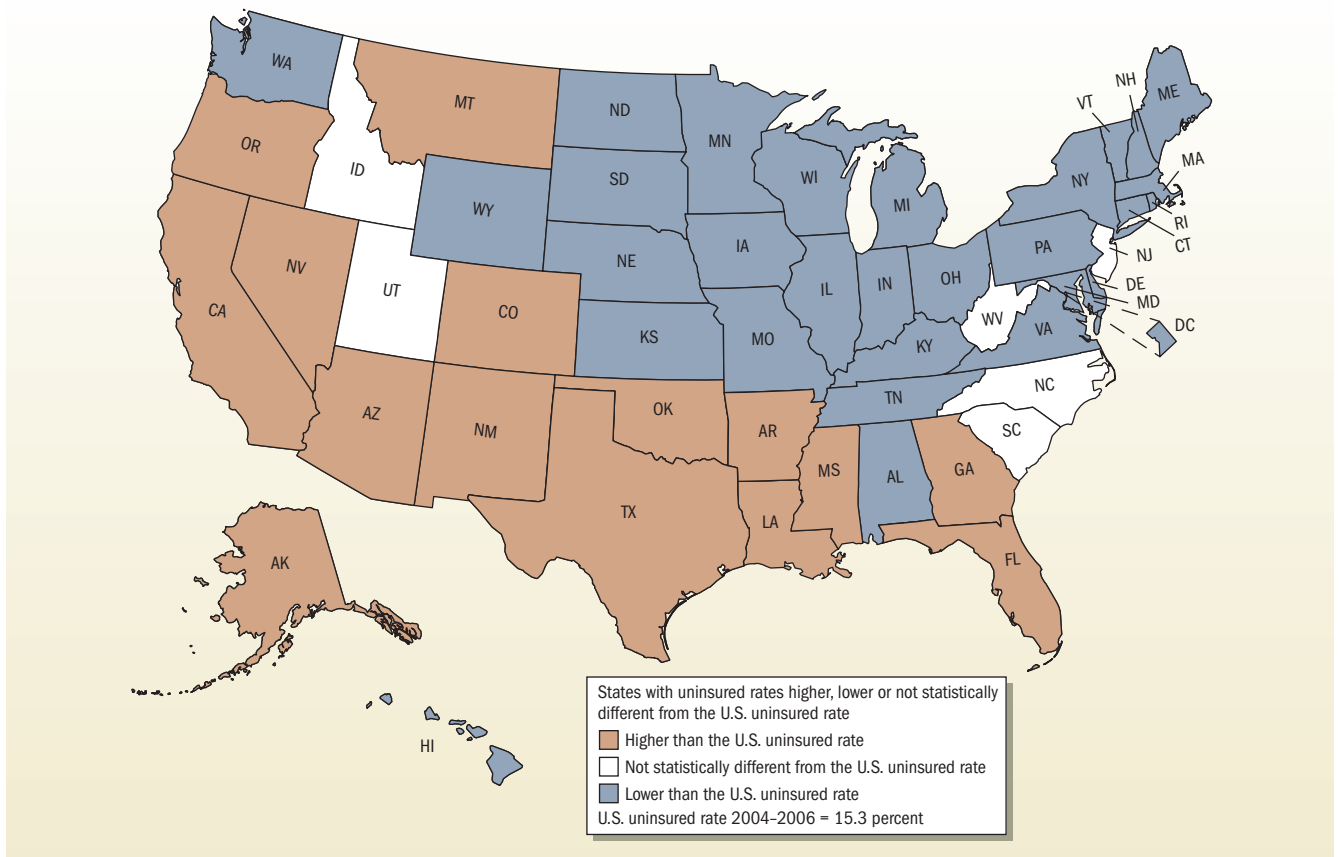 WA
MT
ND
MN
OR
ID
SD
WI
MI
NH
VT
ME
MA
NY
RI
CT
WY
NE
IA
PA
NJ
NV
UT
CO
CA
IL
IN
OH
DE
MD
DC
WV
VA
KS
MO
KY
AZ
NM
OK
AR
TN
NC
SC
MS
AL
GA
TX
LA
FL
AK
HI
States with uninsured rates higher, lower or not statistically
different from the U.S. uninsured rate
Higher than the U.S. uninsured rate
Not statistically different from the U.S. uninsured rate
Lower than the U.S. uninsured rate
U.S. uninsured rate 2004–2006 = 15.3 percent